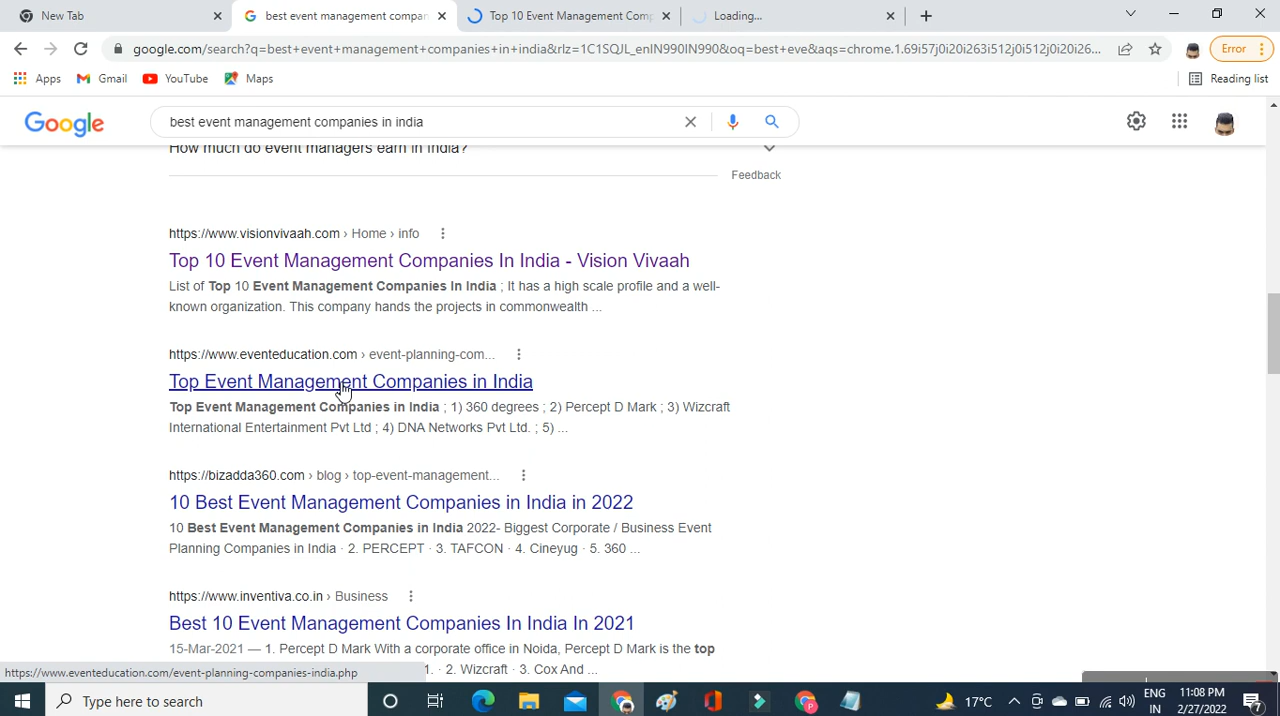 New Tab
best event management compan
Top 10 Event Management Comp
Loading...
google.com/search?q=best+event+management+companies+in+india&rlz=1C1SQJL_enIN990IN990&oq=best+eve&aqs=chrome.1.69i57j0i20i263i512j0i512j0i20i26...
Error
Apps
Gmail
YouTube
Maps
Reading list
Google
best event management companies in india
How much do event managers earn in India?
Feedback
https://www.visionvivaah.com › Home › info
Top 10 Event Management Companies In India - Vision Vivaah
List of Top 10 Event Management Companies In India ; It has a high scale profile and a well-
known organization. This company hands the projects in commonwealth ...
https://www.eventeducation.com › event-planning-com...
Top Event Management Companies in India
Top Event Management Companies in India ; 1) 360 degrees ; 2) Percept D Mark ; 3) Wizcraft
International Entertainment Pvt Ltd ; 4) DNA Networks Pvt Ltd. ; 5) ...
https://bizadda360.com › blog › top-event-management...
10 Best Event Management Companies in India in 2022
10 Best Event Management Companies in India 2022- Biggest Corporate / Business Event
Planning Companies in India · 2. PERCEPT · 3. TAFCON · 4. Cineyug · 5. 360 ...
https://www.inventiva.co.in › Business
Best 10 Event Management Companies In India In 2021
15-Mar-2021 — 1. Percept D Mark With a corporate office in Noida, Percept D Mark is the top
1. · 2. Wizcraft · 3. Cox And ...
https://www.eventeducation.com/event-planning-companies-india.php
Type here to search
17°C
ENG
IN
11:08 PM
2/27/2022
7